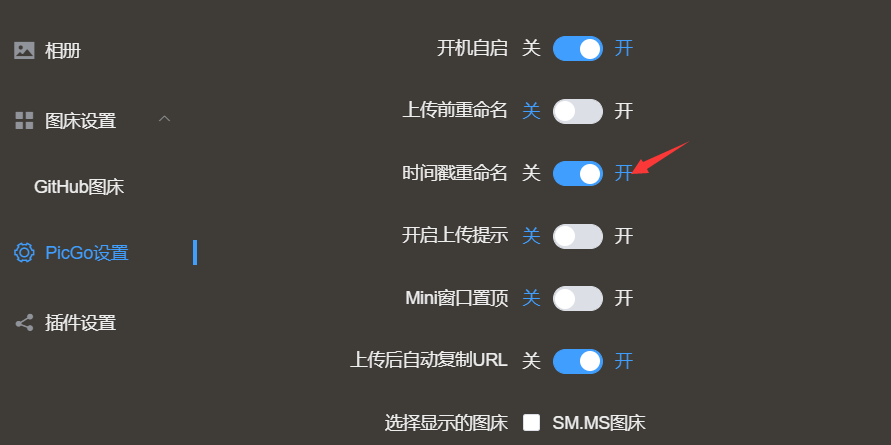 相册
图床设置
GitHub图床
PicGo设置
插件设置
开机自启 关 开
上传前重命名 关 开
时间戳重命名 关 开
开启上传提示 关 开
Mini窗口置顶 关 开
上传后自动复制URL 关 开
选择显示的图床 SM.MS图床